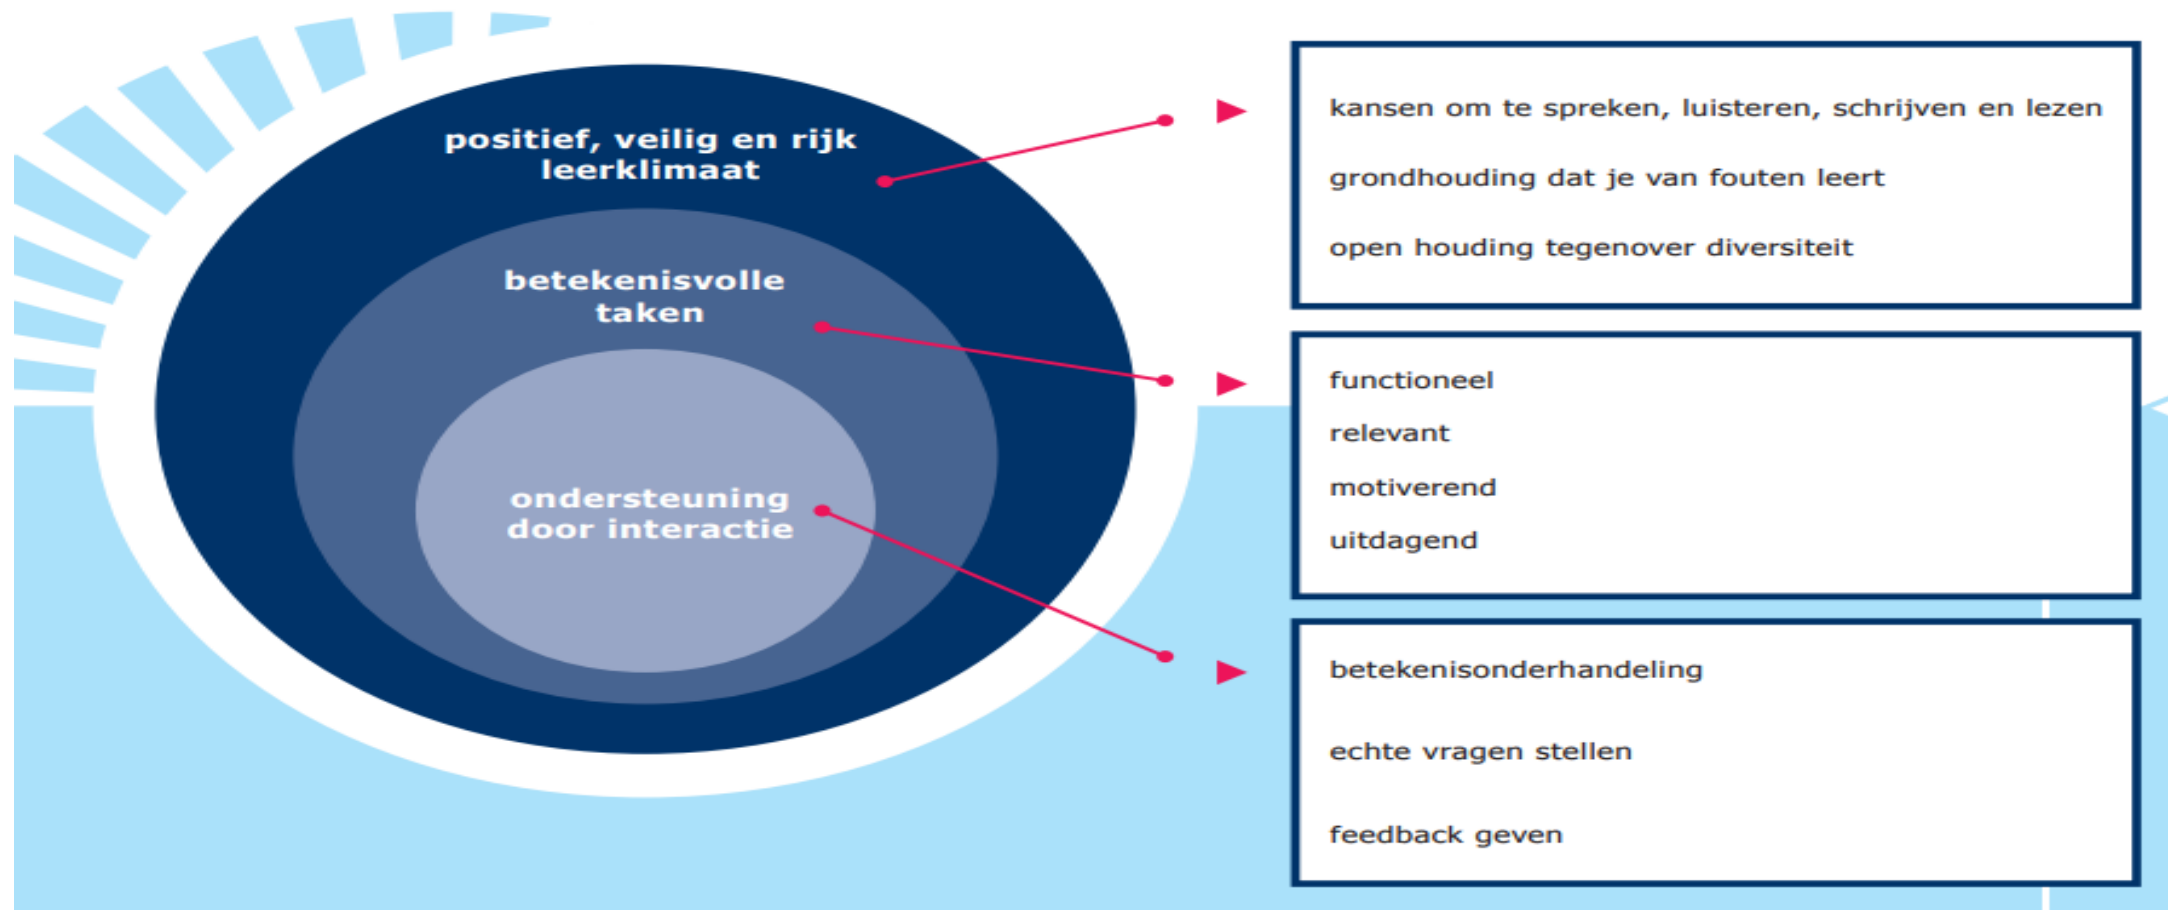 positief, veilig en rijk
leerklimaat
betekenisvolle
taken
ondersteuning
door interactie
kansen om te spreken, luisteren, schrijven en lezen
grondhouding dat je van fouten leert
open houding tegenover diversiteit
functioneel
relevant
motiverend
uitdagend
betekenisonderhandeling
echte vragen stellen
feedback geven